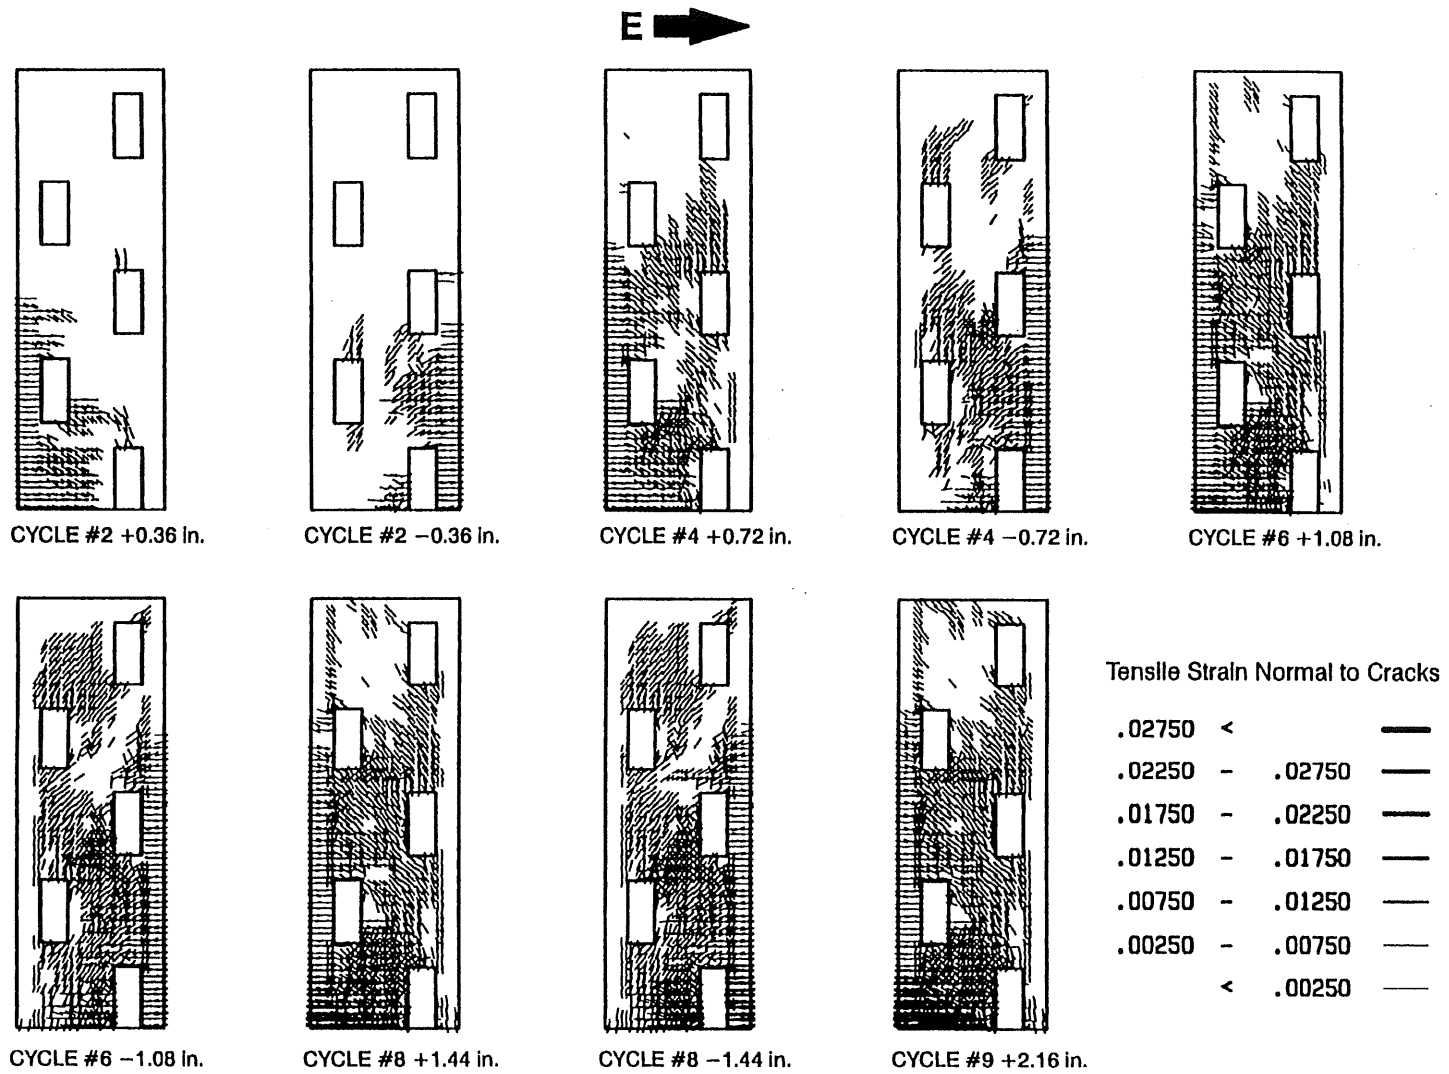 E
CYCLE #2 +0.36 in.
CYCLE #2 −0.36 in.
CYCLE #4 +0.72 in.
CYCLE #4 −0.72 in.
CYCLE #6 +1.08 in.
CYCLE #6 −1.08 in.
CYCLE #8 +1.44 in.
CYCLE #8 −1.44 in.
CYCLE #9 +2.16 in.
Tensile Strain Normal to Cracks
.02750 <
.02250 - .02750
.01750 - .02250
.01250 - .01750
.00750 - .01250
.00250 - .00750
< .00250